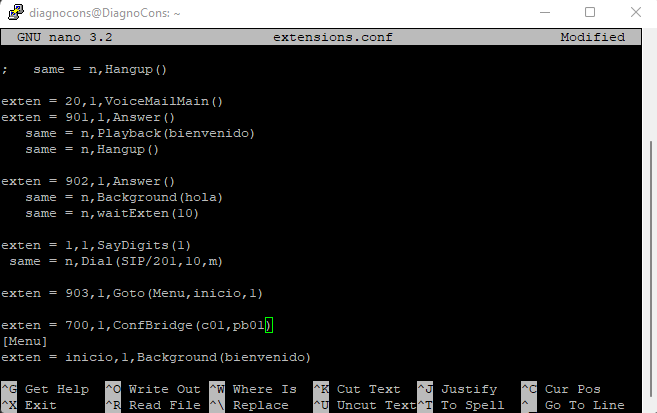 diagnocons@DiagnoCons: ~
GNU nano 3.2 extensions.conf Modified
;   same = n,Hangup()
exten = 20,1,VoiceMailMain()
exten = 901,1,Answer()
   same = n,Playback(bienvenido)
   same = n,Hangup()
exten = 902,1,Answer()
   same = n,Background(hola)
   same = n,waitExten(10)
exten = 1,1,SayDigits(1)
 same = n,Dial(SIP/201,10,m)
exten = 903,1,Goto(Menu,inicio,1)
exten = 700,1,ConfBridge(c01,pb01)
[Menu]
exten = inicio,1,Background(bienvenido)
^G Get Help ^O Write Out ^W Where Is ^K Cut Text ^J Justify ^C Cur Pos
^X Exit ^R Read File ^\ Replace ^U Uncut Text ^T To Spell ^_ Go To Line